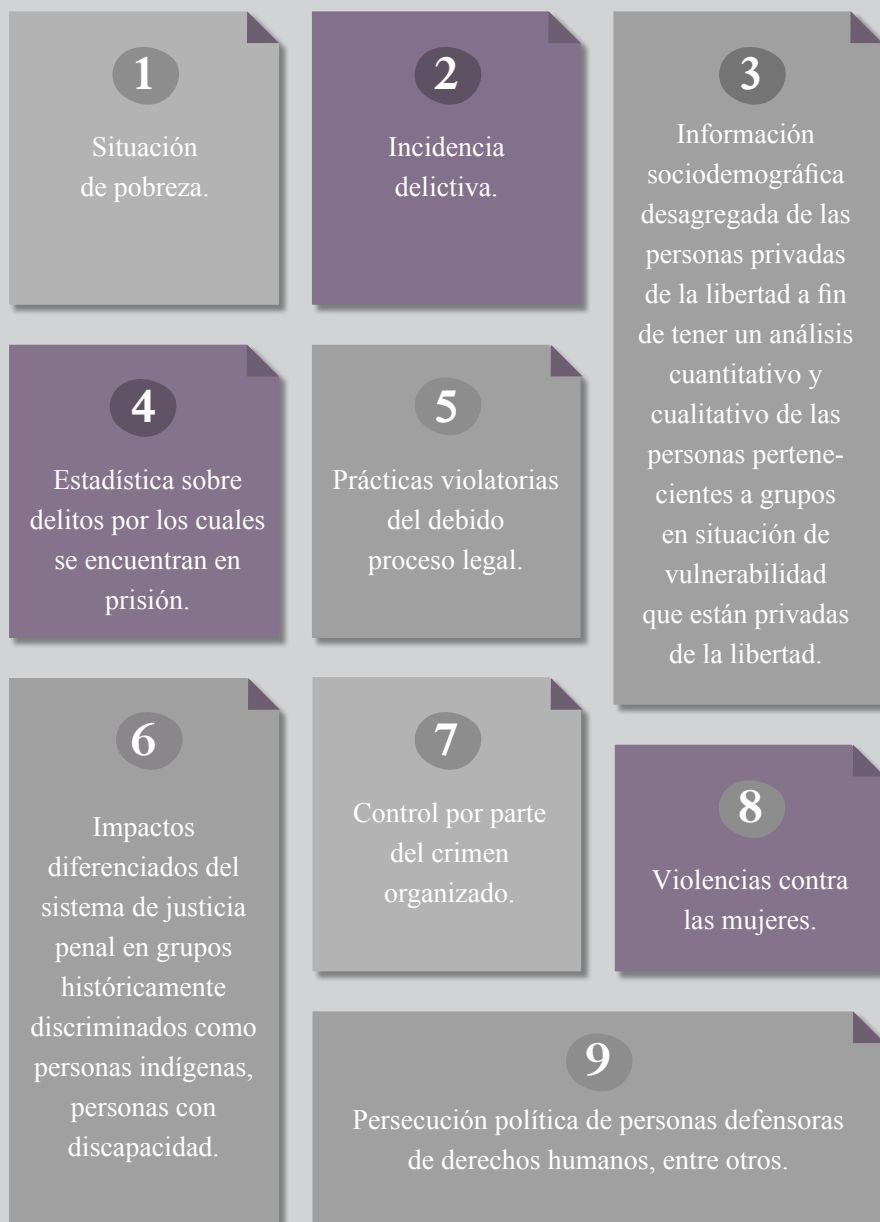 1
Situación
de pobreza.
2
Incidencia
delictiva.
3
Información
sociodemográfica
desagregada de las
personas privadas
de la libertad a fin
de tener un análisis
cuantitativo y
cualitativo de las
personas pertene-
cientes a grupos
en situación de
vulnerabilidad
que están privadas
de la libertad.
4
Estadística sobre
delitos por los cuales
se encuentran en
prisión.
5
Prácticas violatorias
del debido
proceso legal.
6
Impactos
diferenciados del
sistema de justicia
penal en grupos
históricamente
discriminados como
personas indígenas,
personas con
discapacidad.
7
Control por parte
del crimen
organizado.
8
Violencias contra
las mujeres.
9
Persecución política de personas defensoras
de derechos humanos, entre otros.